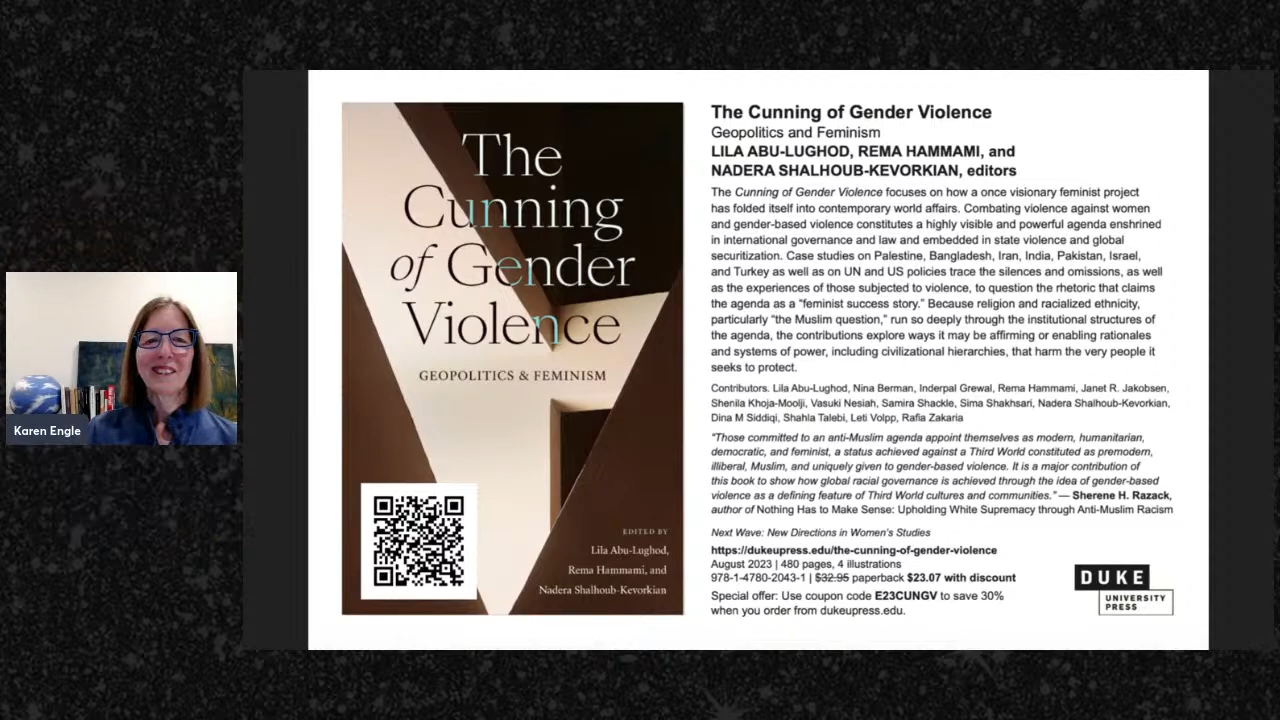 Karen Engle
The
Cunning
of Gender
Violence
GEOPOLITICS & FEMINISM
EDITED BY
Lila Abu-Lughod,
Rema Hammami, and
Nadera Shalhoub-Kevorkian
The Cunning of Gender Violence
Geopolitics and Feminism
LILA ABU-LUGHOD, REMA HAMMAMI, and
NADERA SHALHOUB-KEVORKIAN, editors
The Cunning of Gender Violence focuses on how a once visionary feminist project
has folded itself into contemporary world affairs. Combating violence against women
and gender-based violence constitutes a highly visible and powerful agenda enshrined
in international governance and law and embedded in state violence and global
securitization. Case studies on Palestine, Bangladesh, Iran, India, Pakistan, Israel,
and Turkey as well as on UN and US policies trace the silences and omissions, as well
as the experiences of those subjected to violence, to question the rhetoric that claims
the agenda as a “feminist success story.” Because religion and racialized ethnicity,
particularly “the Muslim question,” run so deeply through the institutional structures of
the agenda, the contributions explore ways it may be affirming or enabling rationales
and systems of power, including civilizational hierarchies, that harm the very people it
seeks to protect.
Contributors. Lila Abu-Lughod, Nina Berman, Inderpal Grewal, Rema Hammami, Janet R. Jakobsen,
Shenila Khoja-Moolji, Vasuki Nesiah, Samira Shackle, Sima Shakhsari, Nadera Shalhoub-Kevorkian,
Dina M Siddiqi, Shahla Talebi, Leti Volpp, Rafia Zakaria
“Those committed to an anti-Muslim agenda appoint themselves as modern, humanitarian,
democratic, and feminist, a status achieved against a Third World constituted as premodern,
illiberal, Muslim, and uniquely given to gender-based violence. It is a major contribution of
this book to show how global racial governance is achieved through the idea of gender-based
violence as a defining feature of Third World cultures and communities.” — Sherene H. Razack,
author of Nothing Has to Make Sense: Upholding White Supremacy through Anti-Muslim Racism
Next Wave: New Directions in Women’s Studies
https://dukeupress.edu/the-cunning-of-gender-violence
August 2023 | 480 pages, 4 illustrations
978-1-4780-2043-1 | $32.95 paperback $23.07 with discount
Special offer: Use coupon code E23CUNGV to save 30%
when you order from dukeupress.edu.
DUKE
UNIVERSITY
PRESS